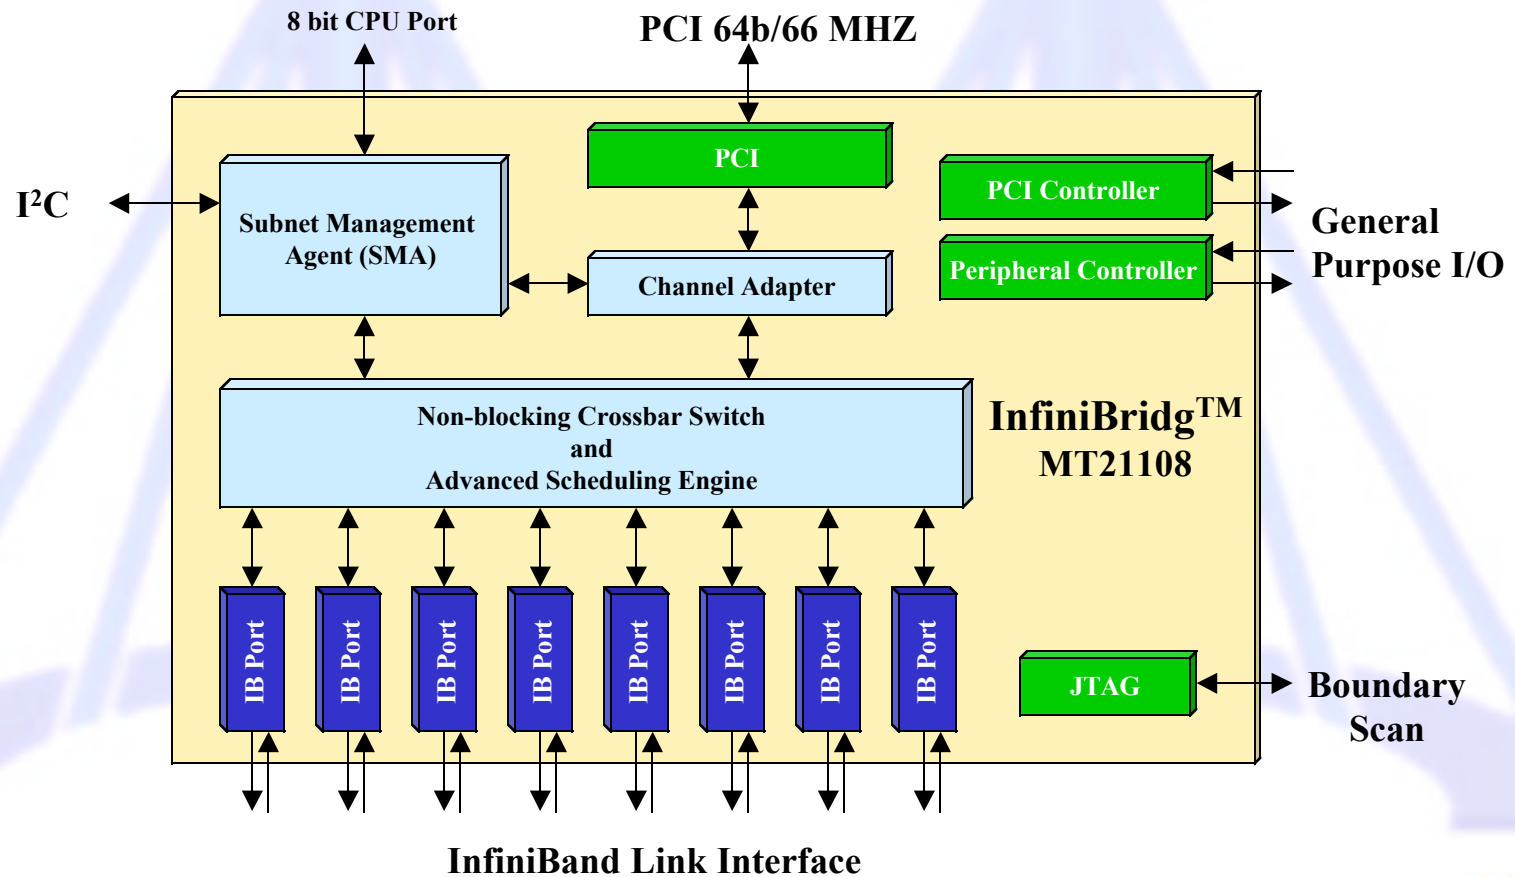 8 bit CPU Port
PCI 64b/66 MHZ
PCI
I²C
Subnet Management
Agent (SMA)
PCI Controller
General
Purpose I/O
Peripheral Controller
Channel Adapter
Non-blocking Crossbar Switch
and
Advanced Scheduling Engine
InfiniBridg™
MT21108
IB Port
IB Port
IB Port
IB Port
IB Port
IB Port
IB Port
IB Port
JTAG
Boundary
Scan
InfiniBand Link Interface